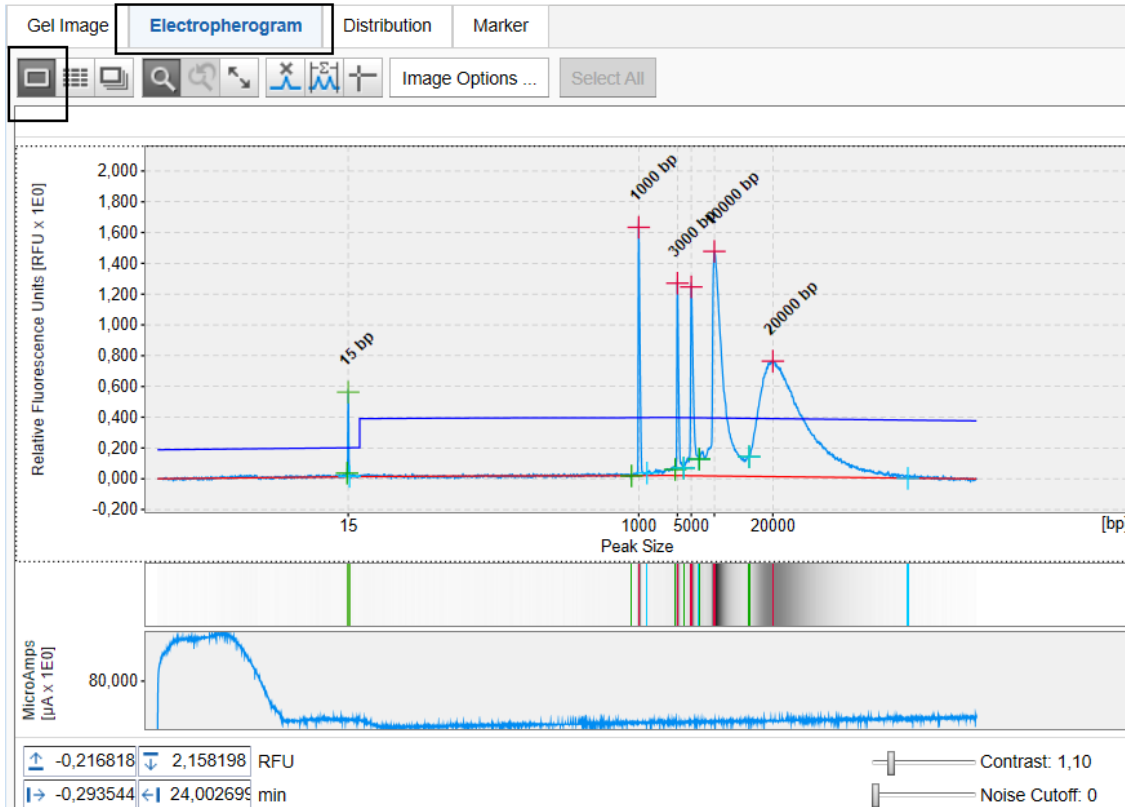 Gel Image Electropherogram Distribution Marker
Image Options ... Select All
Relative Fluorescence Units [RFU x 1E0]
2,000
1,800
1,600
1,400
1,200
1,000
0,800
0,600
0,400
0,200
0,000
-0,200
15 bp
1000 bp
3000 bp
10000 bp
20000 bp
15 1000 5000 20000 [bp]
Peak Size
MicroAmps
[µA x 1E0]
80,000
-0,216818 2,158198 RFU
Contrast: 1,10
-0,293544 24,002699 min
Noise Cutoff: 0